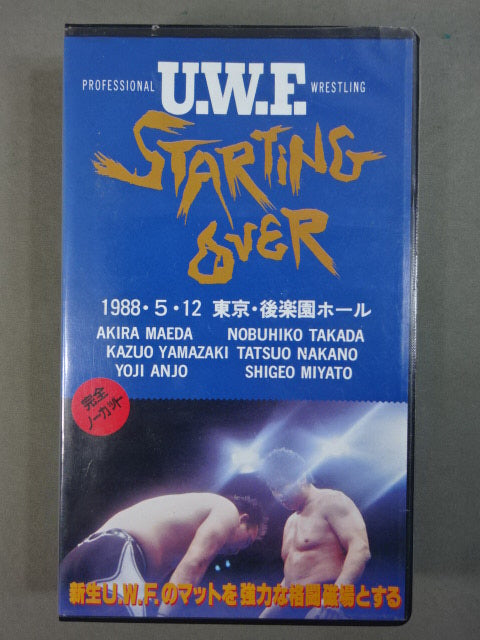 PROFESSIONAL U.W.F. WRESTLING
STARTING
OVER
1988・5・12 東京・後楽園ホール
AKIRA MAEDA NOBUHIKO TAKADA
KAZUO YAMAZAKI TATSUO NAKANO
YOJI ANJO SHIGEO MIYATO
完全
ノーカット
新生U.W.F.のマットを強力な格闘磁場とする